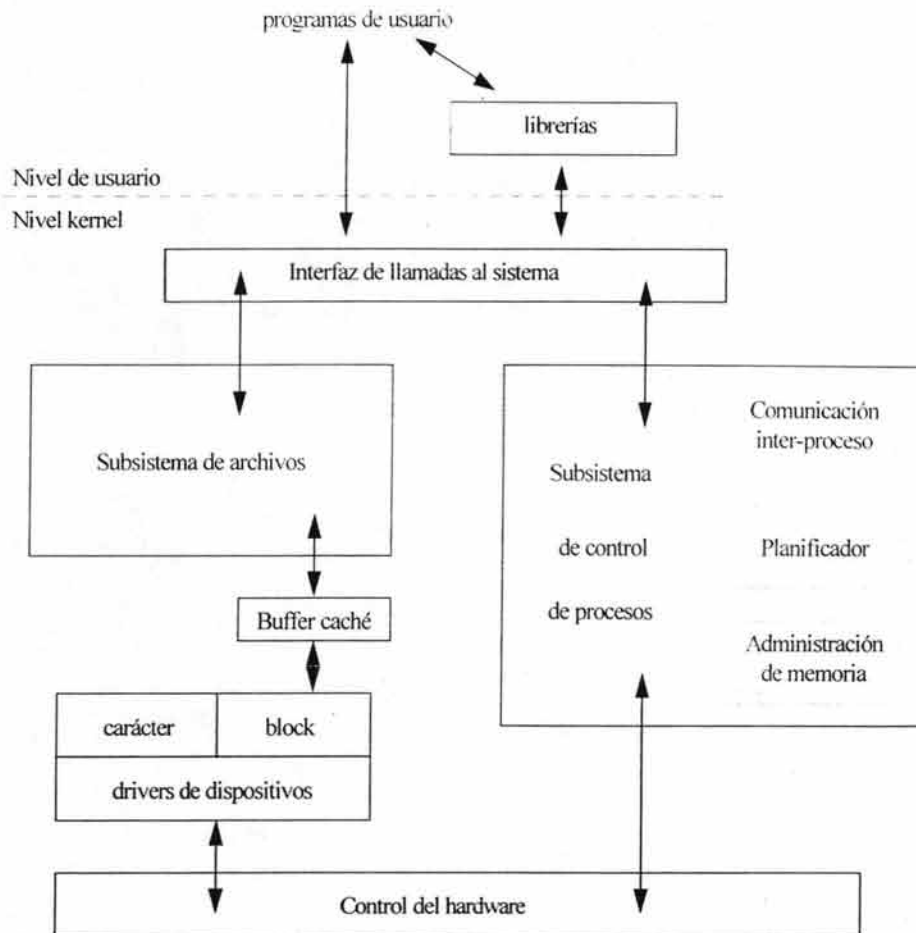 programas de usuario
librerías
Nivel de usuario
Nivel kernel
Interfaz de llamadas al sistema
Subsistema de archivos
Buffer caché
carácter
block
drivers de dispositivos
Subsistema
de control
de procesos
Comunicación
inter-proceso
Planificador
Administración
de memoria
Control del hardware